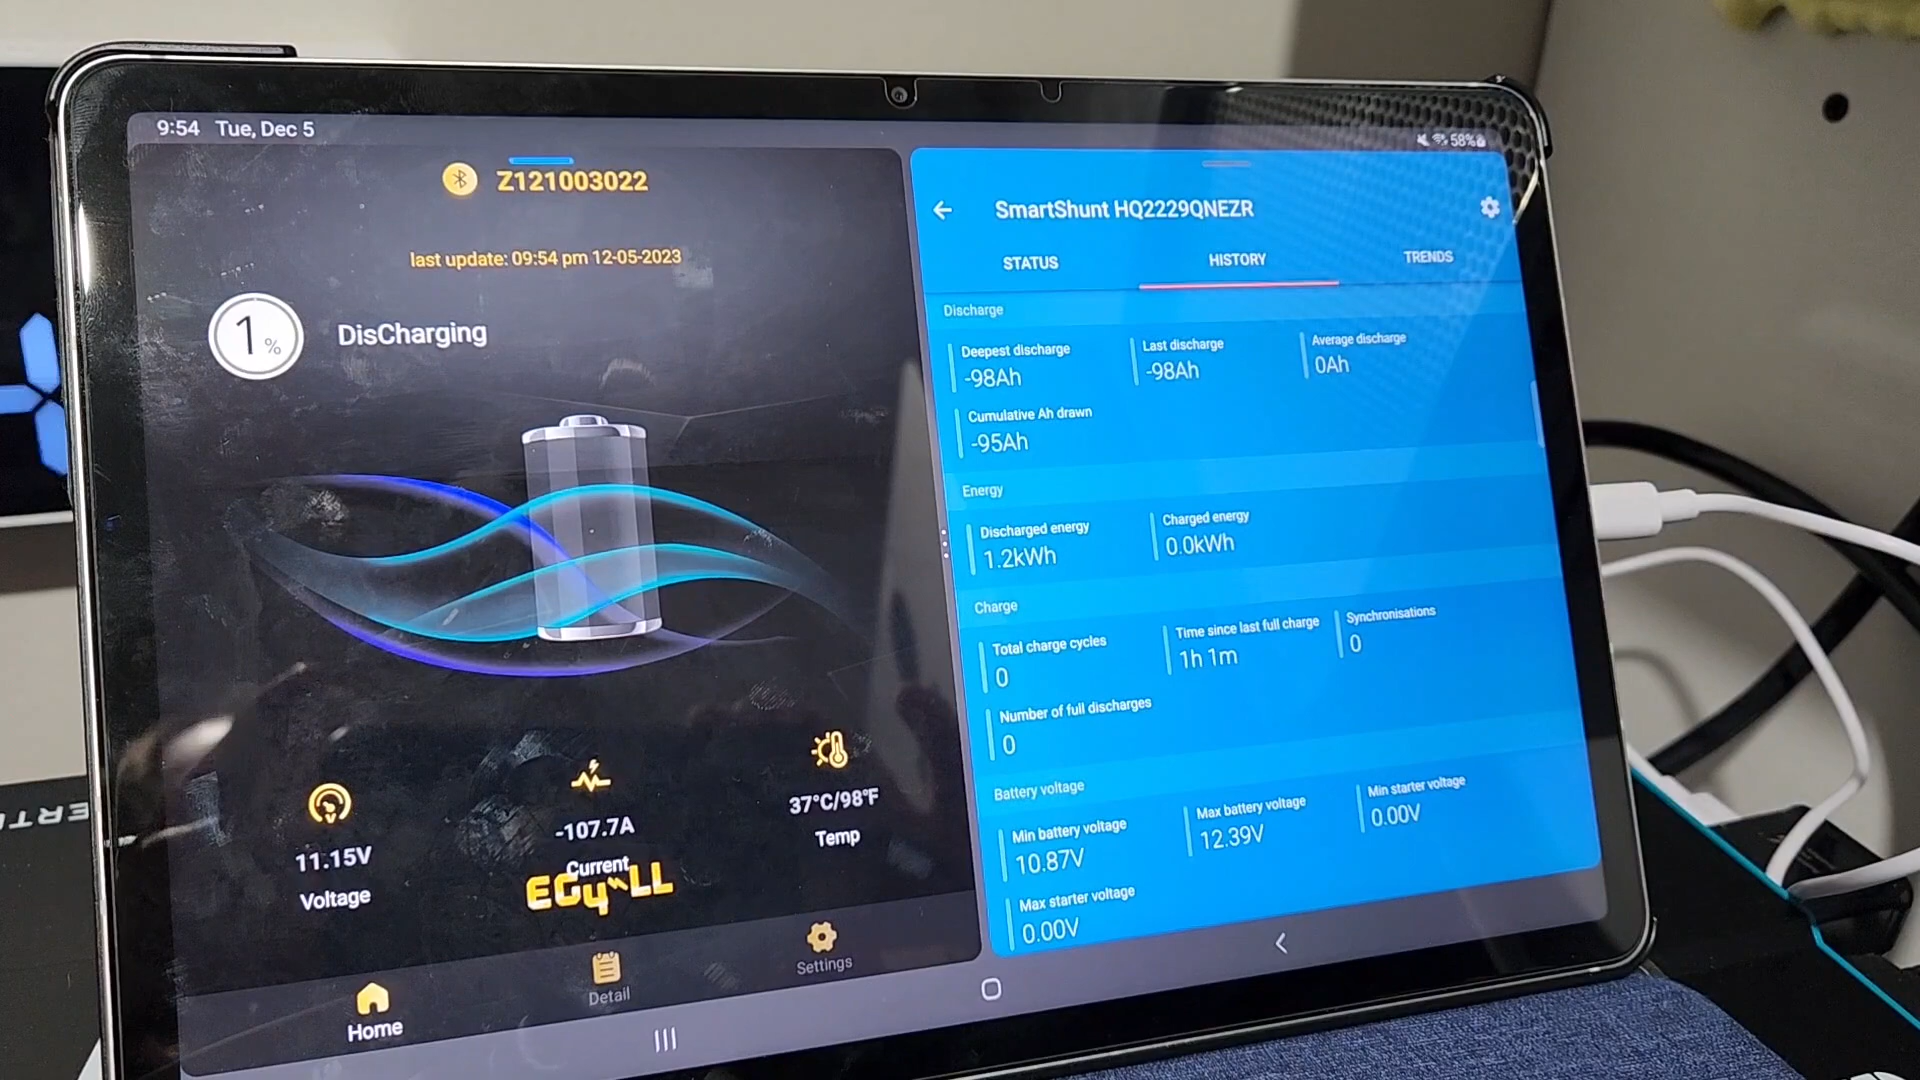 9:54 Tue, Dec 5
58%
Z121003022
last update: 09:54 pm 12-05-2023
1%
DisCharging
11.15V
Voltage
-107.7A
Current
37°C/98°F
Temp
EGy LL
Home
Detail
Settings
SmartShunt HQ2229QNEZR
STATUS HISTORY TRENDS
Discharge
Deepest discharge
-98Ah
Last discharge
-98Ah
Average discharge
0Ah
Cumulative Ah drawn
-95Ah
Energy
Discharged energy
1.2kWh
Charged energy
0.0kWh
Charge
Total charge cycles
0
Time since last full charge
1h 1m
Synchronisations
0
Number of full discharges
0
Battery voltage
Min battery voltage
10.87V
Max battery voltage
12.39V
Min starter voltage
0.00V
Max starter voltage
0.00V